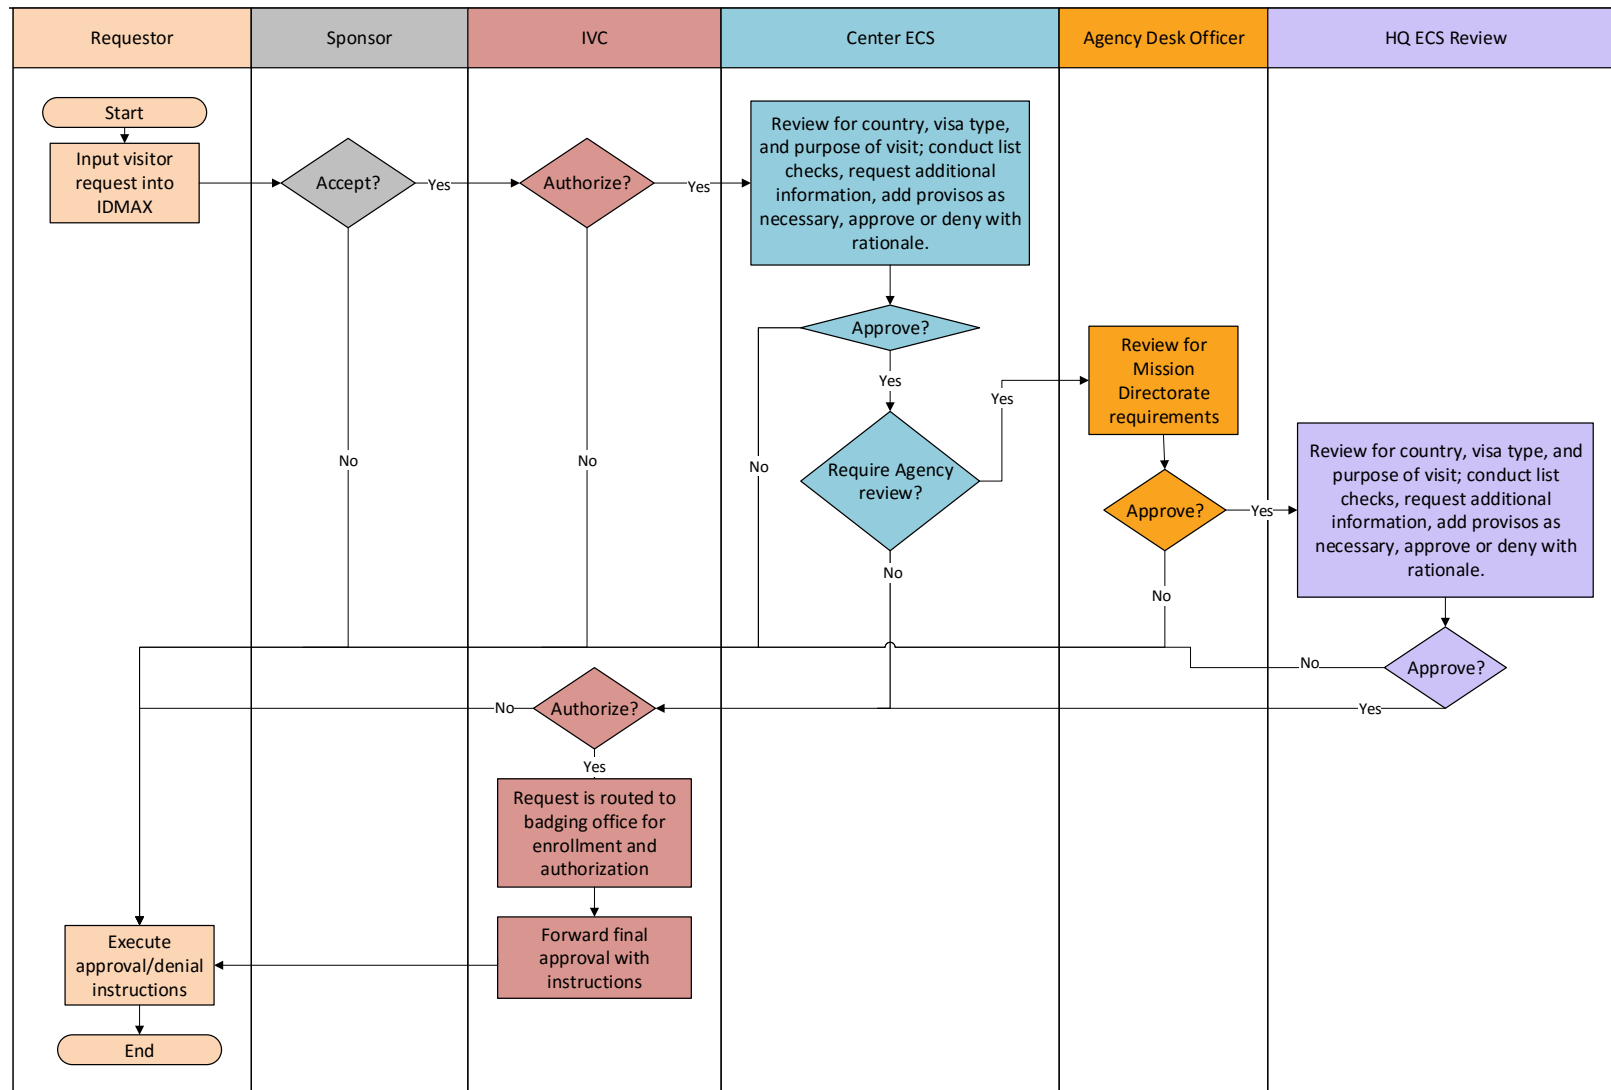 Requestor
Sponsor
IVC
Center ECS
Agency Desk Officer
HQ ECS Review
Start
Input visitor
request into
IDMAX
Accept?
Yes
Authorize?
Yes
Review for country, visa type,
and purpose of visit; conduct list
checks, request additional
information, add provisos as
necessary, approve or deny with
rationale.
Approve?
Yes
No
No
No
Require Agency
review?
Yes
No
Review for
Mission
Directorate
requirements
Approve?
Yes
No
Review for country, visa type, and
purpose of visit; conduct list
checks, request additional
information, add provisos as
necessary, approve or deny with
rationale.
Approve?
No
Yes
Authorize?
No
Yes
Request is routed to
badging office for
enrollment and
authorization
Forward final
approval with
instructions
Execute
approval/denial
instructions
End